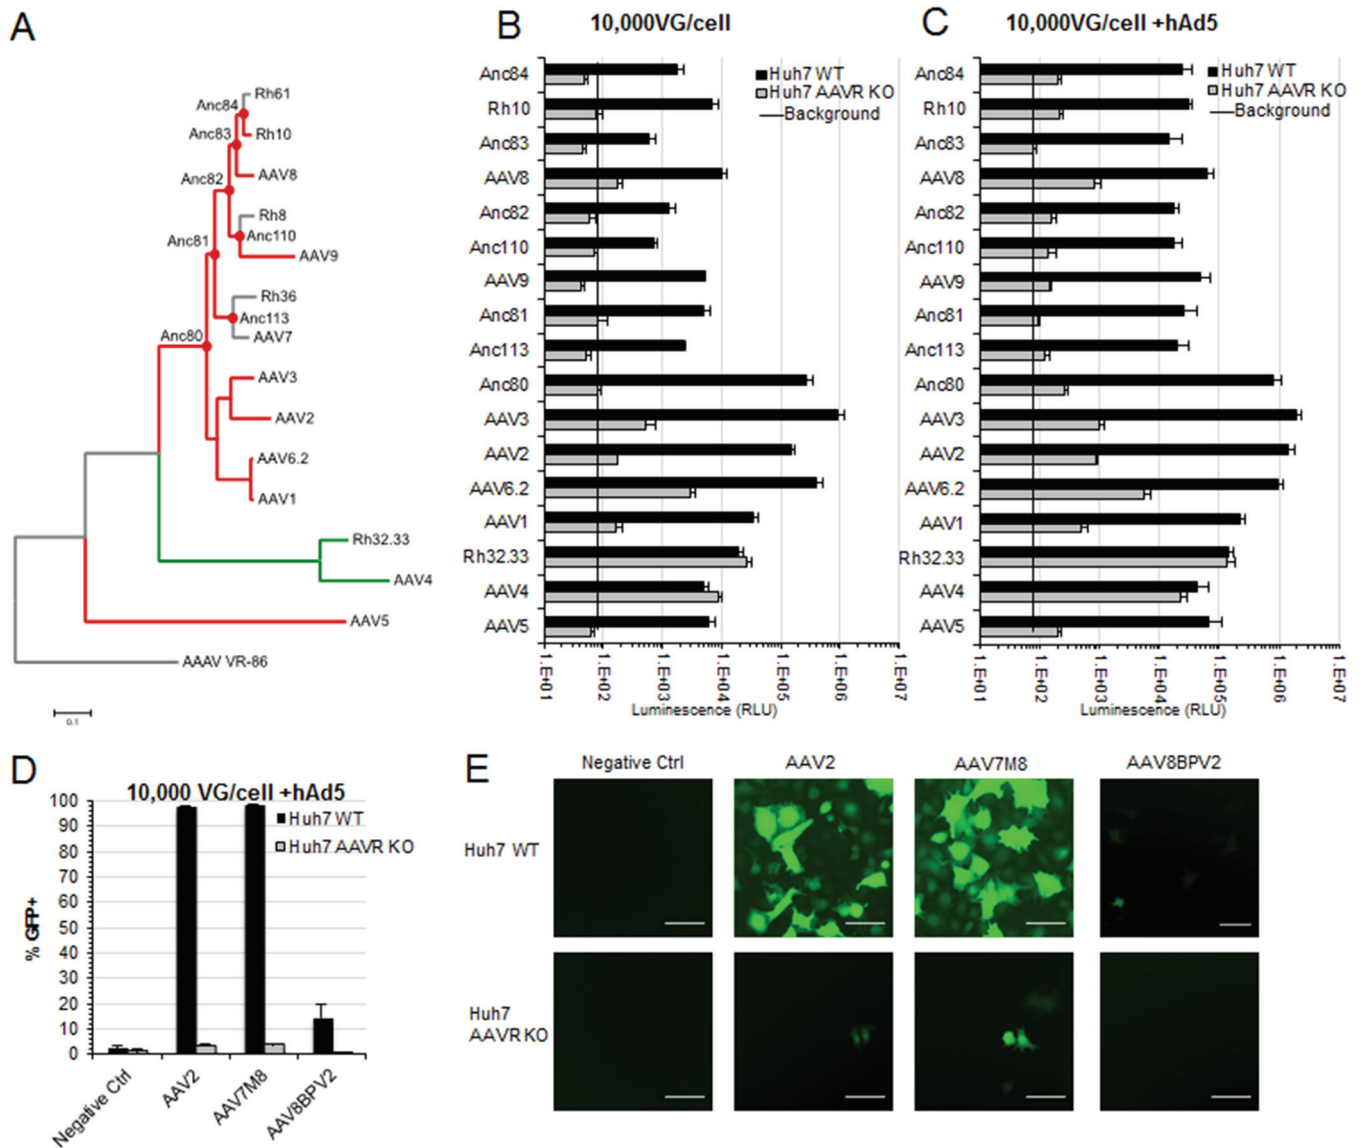 A
Rh61
Anc84
Rh10
Anc83
AAV8
Anc82
Rh8
Anc110
AAV9
Anc81
Rh36
Anc113
AAV7
Anc80
AAV3
AAV2
AAV6.2
AAV1
Rh32.33
AAV4
AAV5
AAAV VR-86
0.1
B
10,000VG/cell
Huh7 WT
Huh7 AAVR KO
Background
Anc84
Rh10
Anc83
AAV8
Anc82
Anc110
AAV9
Anc81
Anc113
Anc80
AAV3
AAV2
AAV6.2
AAV1
Rh32.33
AAV4
AAV5
1.E+01
1.E+02
1.E+03
1.E+04
1.E+05
1.E+06
1.E+07
Luminescence (RLU)
C
10,000VG/cell +hAd5
Huh7 WT
Huh7 AAVR KO
Background
Anc84
Rh10
Anc83
AAV8
Anc82
Anc110
AAV9
Anc81
Anc113
Anc80
AAV3
AAV2
AAV6.2
AAV1
Rh32.33
AAV4
AAV5
1.E+01
1.E+02
1.E+03
1.E+04
1.E+05
1.E+06
1.E+07
Luminescence (RLU)
D
10,000 VG/cell +hAd5
Huh7 WT
Huh7 AAVR KO
% GFP+
100
90
80
70
60
50
40
30
20
10
0
Negative Ctrl
AAV2
AAV7M8
AAV8BPV2
E
Negative Ctrl
AAV2
AAV7M8
AAV8BPV2
Huh7 WT
Huh7
AAVR KO